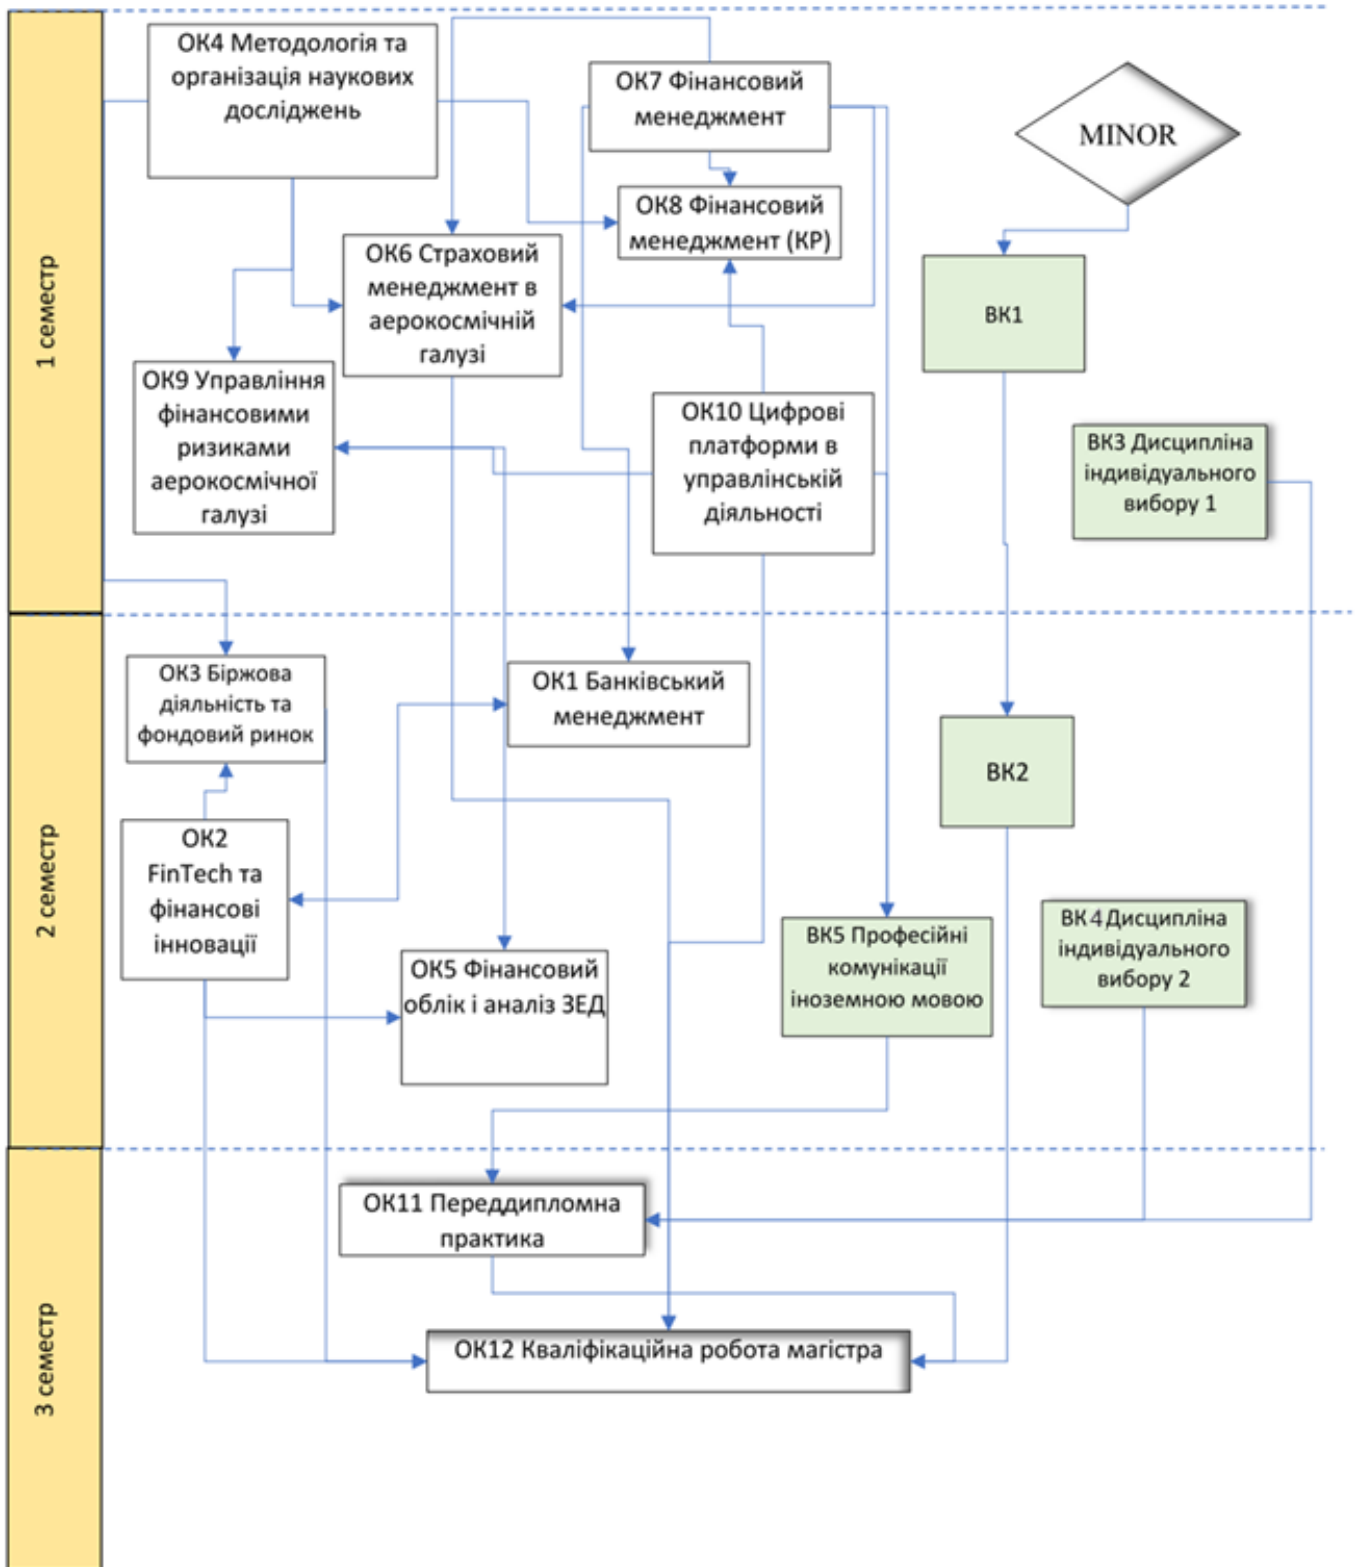 1 семестр
ОК4 Методологія та
організація наукових
досліджень
ОК7 Фінансовий
менеджмент
MINOR
ОК8 Фінансовий
менеджмент (КР)
ОК6 Страховий
менеджмент в
аерокосмічній
галузі
ВК1
ОК9 Управління
фінансовими
ризиками
аерокосмічної
галузі
ОК10 Цифрові
платформи в
управлінській
діяльності
ВК3 Дисципліна
індивідуального
вибору 1
2 семестр
ОК3 Біржова
діяльність та
фондовий ринок
ОК1 Банківський
менеджмент
ВК2
ОК2
FinTech та
фінансові
інновації
ОК5 Фінансовий
облік і аналіз ЗЕД
ВК5 Професійні
комунікації
іноземною мовою
ВК4 Дисципліна
індивідуального
вибору 2
3 семестр
ОК11 Переддипломна
практика
ОК12 Кваліфікаційна робота магістра